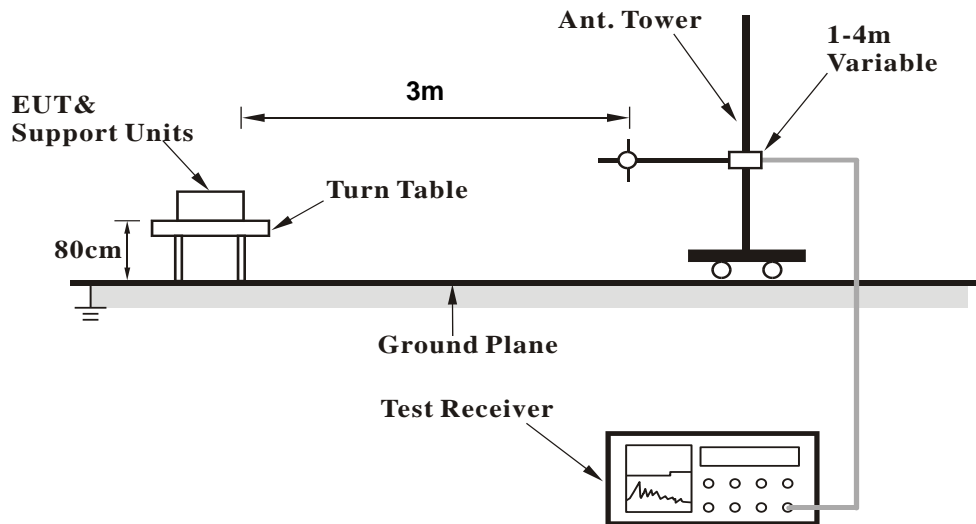 Ant. Tower
1-4m
Variable
3m
EUT&
Support Units
Turn Table
80cm
Ground Plane
Test Receiver